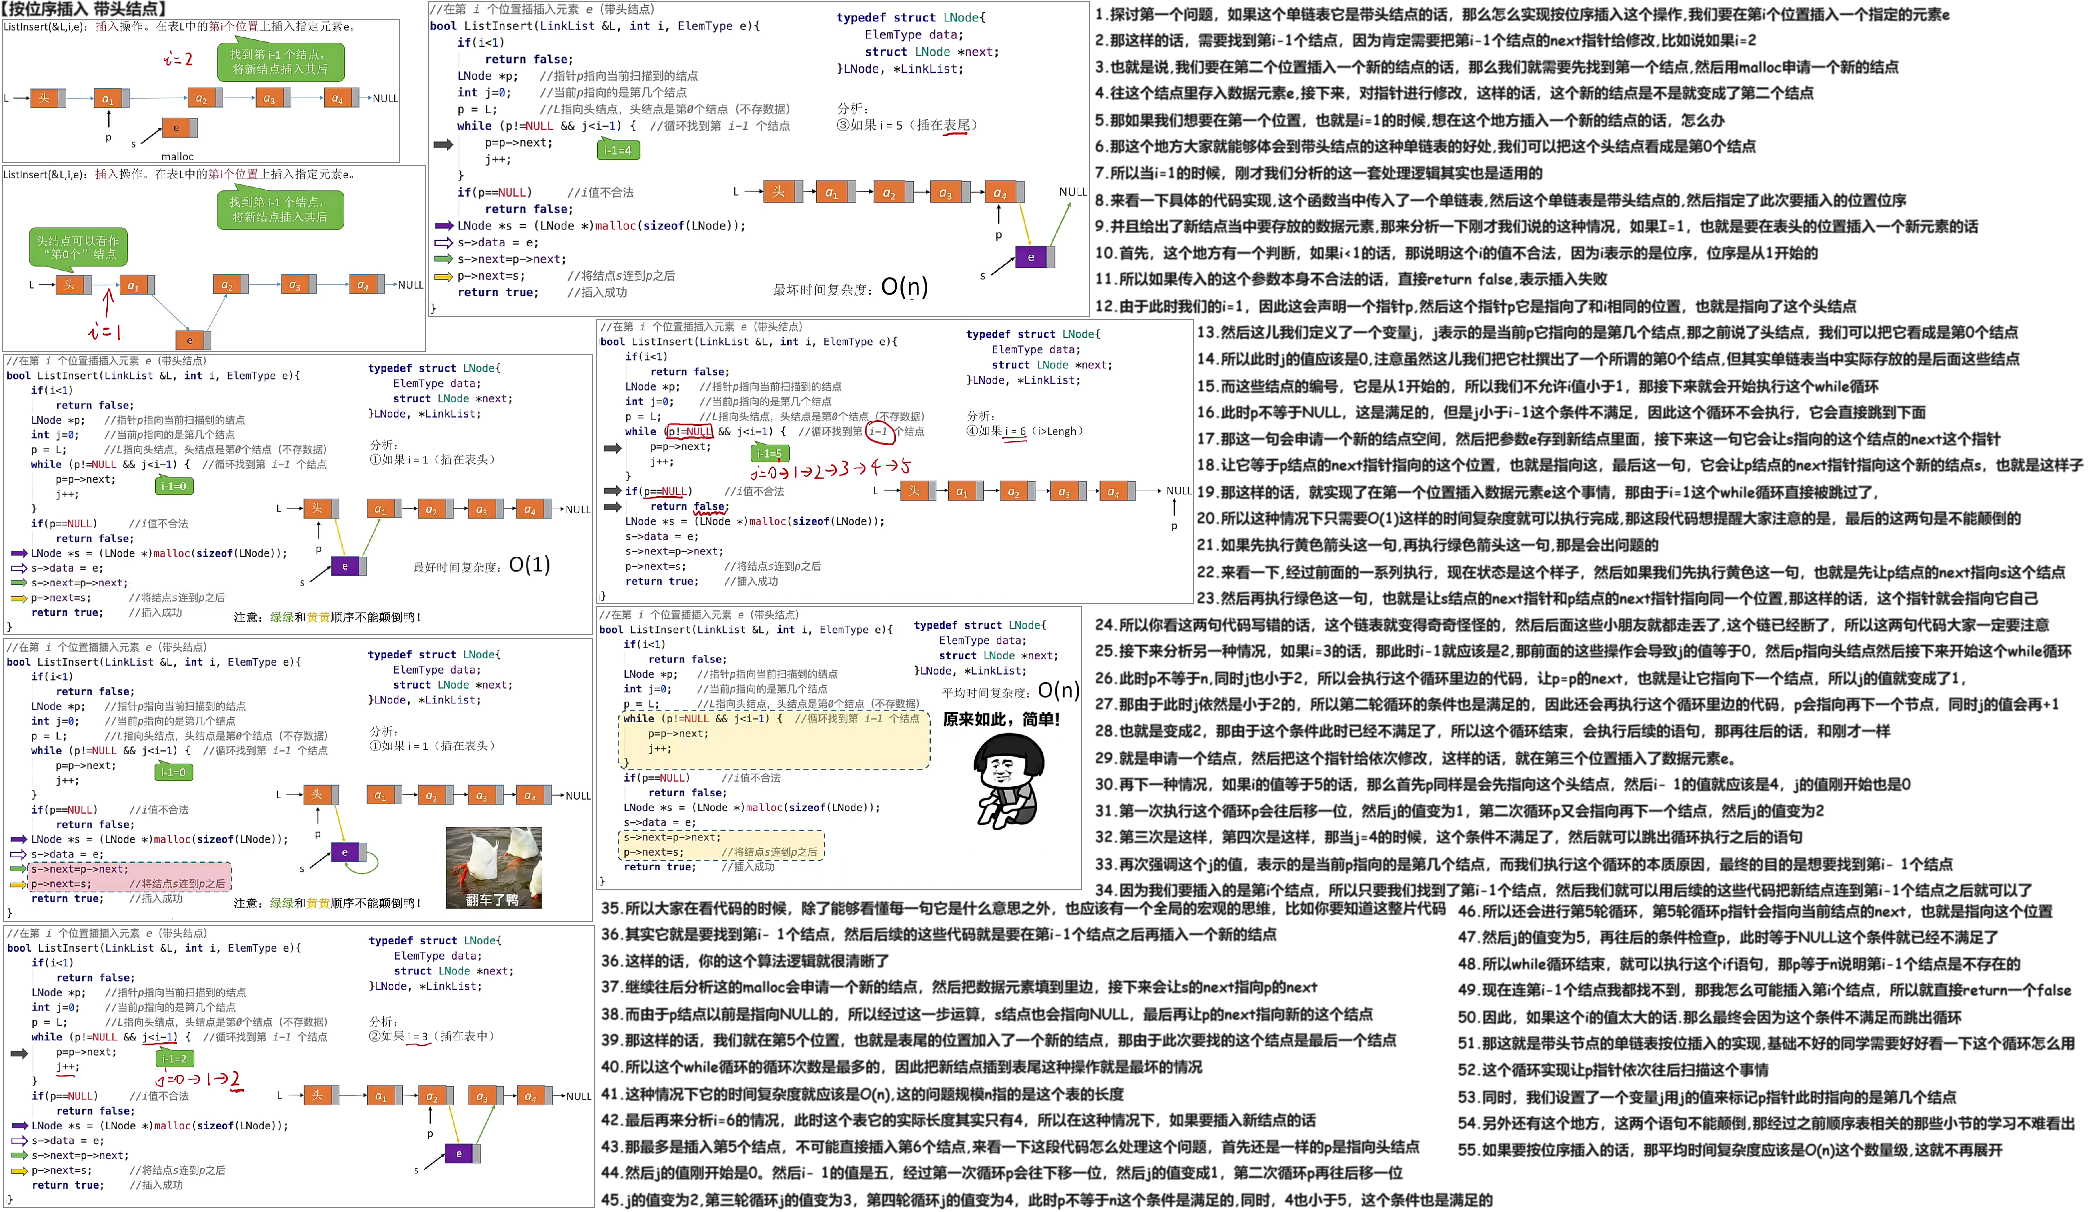 【按位序插入 带头结点】
ListInsert(&L,i,e): 插入操作。在表L中的第i个位置上插入指定元素e。
i=2
找到第 i-1 个结点，
将新结点插入其后
L
头
a1
a2
a3
a4
NULL
p
s
e
malloc
ListInsert(&L,i,e): 插入操作。在表L中的第i个位置上插入指定元素e。
找到第 i-1 个结点，
将新结点插入其后
头结点可以看作
“第0个”结点
L
头
a1
a2
a3
a4
NULL
i=1
e
//在第 i 个位置插插入元素 e (带头结点)
bool ListInsert(LinkList &L, int i, ElemType e){
if(i<1)
return false;
LNode *p; //指针p指向当前扫描到的结点
int j=0; //当前p指向的是第几个结点
p = L; //L指向头结点，头结点是第0个结点（不存数据）
while (p!=NULL && j<i-1) { //循环找到第 i-1 个结点
p=p->next;
j++;
}
if(p==NULL) //i值不合法
return false;
LNode *s = (LNode *)malloc(sizeof(LNode));
s->data = e;
s->next=p->next;
p->next=s; //将结点s连到p之后
return true; //插入成功
}
typedef struct LNode{
ElemType data;
struct LNode *next;
}LNode, *LinkList;
分析：
①如果 i = 1（插在表头）
i-1=0
L
头
a1
a2
a3
a4
NULL
p
s
e
最好时间复杂度：O(1)
注意：绿绿和黄黄顺序不能颠倒鸭！
//在第 i 个位置插插入元素 e (带头结点)
bool ListInsert(LinkList &L, int i, ElemType e){
if(i<1)
return false;
LNode *p; //指针p指向当前扫描到的结点
int j=0; //当前p指向的是第几个结点
p = L; //L指向头结点，头结点是第0个结点（不存数据）
while (p!=NULL && j<i-1) { //循环找到第 i-1 个结点
p=p->next;
j++;
}
if(p==NULL) //i值不合法
return false;
LNode *s = (LNode *)malloc(sizeof(LNode));
s->data = e;
s->next=p->next;
p->next=s; //将结点s连到p之后
return true; //插入成功
}
typedef struct LNode{
ElemType data;
struct LNode *next;
}LNode, *LinkList;
分析：
①如果 i = 1（插在表头）
i-1=0
L
头
a1
a2
a3
a4
NULL
p
s
e
翻车了鸭
注意：绿绿和黄黄顺序不能颠倒鸭！
//在第 i 个位置插插入元素 e (带头结点)
bool ListInsert(LinkList &L, int i, ElemType e){
if(i<1)
return false;
LNode *p; //指针p指向当前扫描到的结点
int j=0; //当前p指向的是第几个结点
p = L; //L指向头结点，头结点是第0个结点（不存数据）
while (p!=NULL && j<i-1) { //循环找到第 i-1 个结点
p=p->next;
j++;
}
if(p==NULL) //i值不合法
return false;
LNode *s = (LNode *)malloc(sizeof(LNode));
s->data = e;
s->next=p->next;
p->next=s; //将结点s连到p之后
return true; //插入成功
}
typedef struct LNode{
ElemType data;
struct LNode *next;
}LNode, *LinkList;
分析：
②如果 i = 3（插在表中）
i-1=2
j=0→1→2
L
头
a1
a2
a3
a4
NULL
p
s
e
//在第 i 个位置插插入元素 e (带头结点)
bool ListInsert(LinkList &L, int i, ElemType e){
if(i<1)
return false;
LNode *p; //指针p指向当前扫描到的结点
int j=0; //当前p指向的是第几个结点
p = L; //L指向头结点，头结点是第0个结点（不存数据）
while (p!=NULL && j<i-1) { //循环找到第 i-1 个结点
p=p->next;
j++;
}
if(p==NULL) //i值不合法
return false;
LNode *s = (LNode *)malloc(sizeof(LNode));
s->data = e;
s->next=p->next;
p->next=s; //将结点s连到p之后
return true; //插入成功
}
typedef struct LNode{
ElemType data;
struct LNode *next;
}LNode, *LinkList;
分析：
③如果 i = 5（插在表尾）
i-1=4
L
头
a1
a2
a3
a4
NULL
p
s
e
最坏时间复杂度：O(n)
//在第 i 个位置插插入元素 e (带头结点)
bool ListInsert(LinkList &L, int i, ElemType e){
if(i<1)
return false;
LNode *p; //指针p指向当前扫描到的结点
int j=0; //当前p指向的是第几个结点
p = L; //L指向头结点，头结点是第0个结点（不存数据）
while (p!=NULL && j<i-1) { //循环找到第 i-1 个结点
p=p->next;
j++;
}
if(p==NULL) //i值不合法
return false;
LNode *s = (LNode *)malloc(sizeof(LNode));
s->data = e;
s->next=p->next;
p->next=s; //将结点s连到p之后
return true; //插入成功
}
typedef struct LNode{
ElemType data;
struct LNode *next;
}LNode, *LinkList;
分析：
④如果 i = 6（i>Lengh）
i-1=5
j=0→1→2→3→4→5
L
头
a1
a2
a3
a4
NULL
p
//在第 i 个位置插插入元素 e (带头结点)
bool ListInsert(LinkList &L, int i, ElemType e){
if(i<1)
return false;
LNode *p; //指针p指向当前扫描到的结点
int j=0; //当前p指向的是第几个结点
p = L; //L指向头结点，头结点是第0个结点（不存数据）
while (p!=NULL && j<i-1) { //循环找到第 i-1 个结点
p=p->next;
j++;
}
if(p==NULL) //i值不合法
return false;
LNode *s = (LNode *)malloc(sizeof(LNode));
s->data = e;
s->next=p->next;
p->next=s; //将结点s连到p之后
return true; //插入成功
}
typedef struct LNode{
ElemType data;
struct LNode *next;
}LNode, *LinkList;
平均时间复杂度：O(n)
原来如此，简单！
1.探讨第一个问题，如果这个单链表它是带头结点的话，那么怎么实现按位序插入这个操作,我们要在第i个位置插入一个指定的元素e
2.那这样的话，需要找到第i-1个结点，因为肯定需要把第i-1个结点的next指针给修改,比如说如果i=2
3.也就是说,我们要在第二个位置插入一个新的结点的话，那么我们就需要先找到第一个结点,然后用malloc申请一个新的结点
4.往这个结点里存入数据元素e,接下来，对指针进行修改，这样的话，这个新的结点是不是就变成了第二个结点
5.那如果我们想要在第一个位置，也就是i=1的时候,想在这个地方插入一个新的结点的话，怎么办
6.那这个地方大家就能够体会到带头结点的这种单链表的好处,我们可以把这个头结点看成是第0个结点
7.所以当i=1的时候，刚才我们分析的这一套处理逻辑其实也是适用的
8.来看一下具体的代码实现,这个函数当中传入了一个单链表,然后这个单链表是带头结点的,然后指定了此次要插入的位置位序
9.并且给出了新结点当中要存放的数据元素,那来分析一下刚才我们说的这种情况，如果I=1，也就是要在表头的位置插入一个新元素的话
10.首先，这个地方有一个判断，如果i<1的话，那说明这个i的值不合法，因为i表示的是位序，位序是从1开始的
11.所以如果传入的这个参数本身不合法的话，直接return false,表示插入失败
12.由于此时我们的i=1，因此这会声明一个指针p,然后这个指针p它是指向了和i相同的位置，也就是指向了这个头结点
13.然后这儿我们定义了一个变量j，j表示的是当前p它指向的是第几个结点,那之前说了头结点，我们可以把它看成是第0个结点
14.所以此时j的值应该是0,注意虽然这儿我们把它杜撰出了一个所谓的第0个结点,但其实单链表当中实际存放的是后面这些结点
15.而这些结点的编号，它是从1开始的，所以我们不允许i值小于1，那接下来就会开始执行这个while循环
16.此时p不等于NULL，这是满足的，但是j小于i-1这个条件不满足，因此这个循环不会执行，它会直接跳到下面
17.那这一句会申请一个新的结点空间，然后把参数e存到新结点里面，接下来这一句它会让s指向的这个结点的next这个指针
18.让它等于p结点的next指针指向的这个位置，也就是指向这，最后这一句，它会让p结点的next指针指向这个新的结点s，也就是这样子
19.那这样的话，就实现了在第一个位置插入数据元素e这个事情，那由于i=1这个while循环直接被跳过了，
20.所以这种情况下只需要O(1)这样的时间复杂度就可以执行完成,那这段代码想提醒大家注意的是，最后的这两句是不能颠倒的
21.如果先执行黄色箭头这一句,再执行绿色箭头这一句,那是会出问题的
22.来看一下,经过前面的一系列执行，现在状态是这个样子，然后如果我们先执行黄色这一句，也就是先让p结点的next指向s这个结点
23.然后再执行绿色这一句，也就是让s结点的next指针和p结点的next指针指向同一个位置,那这样的话，这个指针就会指向它自己
24.所以你看这两句代码写错的话，这个链表就变得奇奇怪怪的，然后后面这些小朋友就都走丢了,这个链已经断了，所以这两句代码大家一定要注意
25.接下来分析另一种情况，如果i=3的话，那此时i-1就应该是2,那前面的这些操作会导致j的值等于0，然后p指向头结点然后接下来开始这个while循环
26.此时p不等于n,同时j也小于2，所以会执行这个循环里边的代码，让p=p的next，也就是让它指向下一个结点，所以j的值就变成了1，
27.那由于此时j依然是小于2的，所以第二轮循环的条件也是满足的，因此还会再执行这个循环里边的代码，p会指向再下一个节点，同时j的值会再+1
28.也就是变成2，那由于这个条件此时已经不满足了，所以这个循环结束，会执行后续的语句，那再往后的话，和刚才一样
29.就是申请一个结点，然后把这个指针给依次修改，这样的话，就在第三个位置插入了数据元素e。
30.再下一种情况，如果i的值等于5的话，那么首先p同样是会先指向这个头结点，然后i- 1的值就应该是4，j的值刚开始也是0
31.第一次执行这个循环p会往后移一位，然后j的值变为1，第二次循环p又会指向再下一个结点，然后j的值变为2
32.第三次是这样，第四次是这样，那当j=4的时候，这个条件不满足了，然后就可以跳出循环执行之后的语句
33.再次强调这个j的值，表示的是当前p指向的是第几个结点，而我们执行这个循环的本质原因，最终的目的是想要找到第i- 1个结点
34.因为我们要插入的是第i个结点，所以只要我们找到了第i-1个结点，然后我们就可以用后续的这些代码把新结点连到第i-1个结点之后就可以了
35.所以大家在看代码的时候，除了能够看懂每一句它是什么意思之外，也应该有一个全局的宏观的思维，比如你要知道这整片代码
36.其实它就是要找到第i- 1个结点，然后后续的这些代码就是要在第i-1个结点之后再插入一个新的结点
36.这样的话，你的这个算法逻辑就很清晰了
37.继续往后分析这的malloc会申请一个新的结点，然后把数据元素填到里边，接下来会让s的next指向p的next
38.而由于p结点以前是指向NULL的，所以经过这一步运算，s结点也会指向NULL，最后再让p的next指向新的这个结点
39.那这样的话，我们就在第5个位置，也就是表尾的位置加入了一个新的结点，那由于此次要找的这个结点是最后一个结点
40.所以这个while循环的循环次数是最多的，因此把新结点插到表尾这种操作就是最坏的情况
41.这种情况下它的时间复杂度就应该是O(n),这的问题规模n指的是这个表的长度
42.最后再来分析i=6的情况，此时这个表它的实际长度其实只有4，所以在这种情况下，如果要插入新结点的话
43.那最多是插入第5个结点，不可能直接插入第6个结点,来看一下这段代码怎么处理这个问题，首先还是一样的p是指向头结点
44.然后j的值刚开始是0。然后i- 1的值是五，经过第一次循环p会往下移一位，然后j的值变成1，第二次循环p再往后移一位
45.j的值变为2,第三轮循环j的值变为3，第四轮循环j的值变为4，此时p不等于n这个条件是满足的,同时，4也小于5，这个条件也是满足的
46.所以还会进行第5轮循环，第5轮循环p指针会指向当前结点的next，也就是指向这个位置
47.然后j的值变为5，再往后的条件检查p，此时等于NULL这个条件就已经不满足了
48.所以while循环结束，就可以执行这个if语句，那p等于n说明第i-1个结点是不存在的
49.现在连第i-1个结点我都找不到，那我怎么可能插入第i个结点，所以就直接return一个false
50.因此，如果这个i的值太大的话.那么最终会因为这个条件不满足而跳出循环
51.那这就是带头节点的单链表按位插入的实现,基础不好的同学需要好好看一下这个循环怎么用
52.这个循环实现让p指针依次往后扫描这个事情
53.同时，我们设置了一个变量j用j的值来标记p指针此时指向的是第几个结点
54.另外还有这个地方，这两个语句不能颠倒,那经过之前顺序表相关的那些小节的学习不难看出
55.如果要按位序插入的话，那平均时间复杂度应该是O(n)这个数量级,这就不再展开